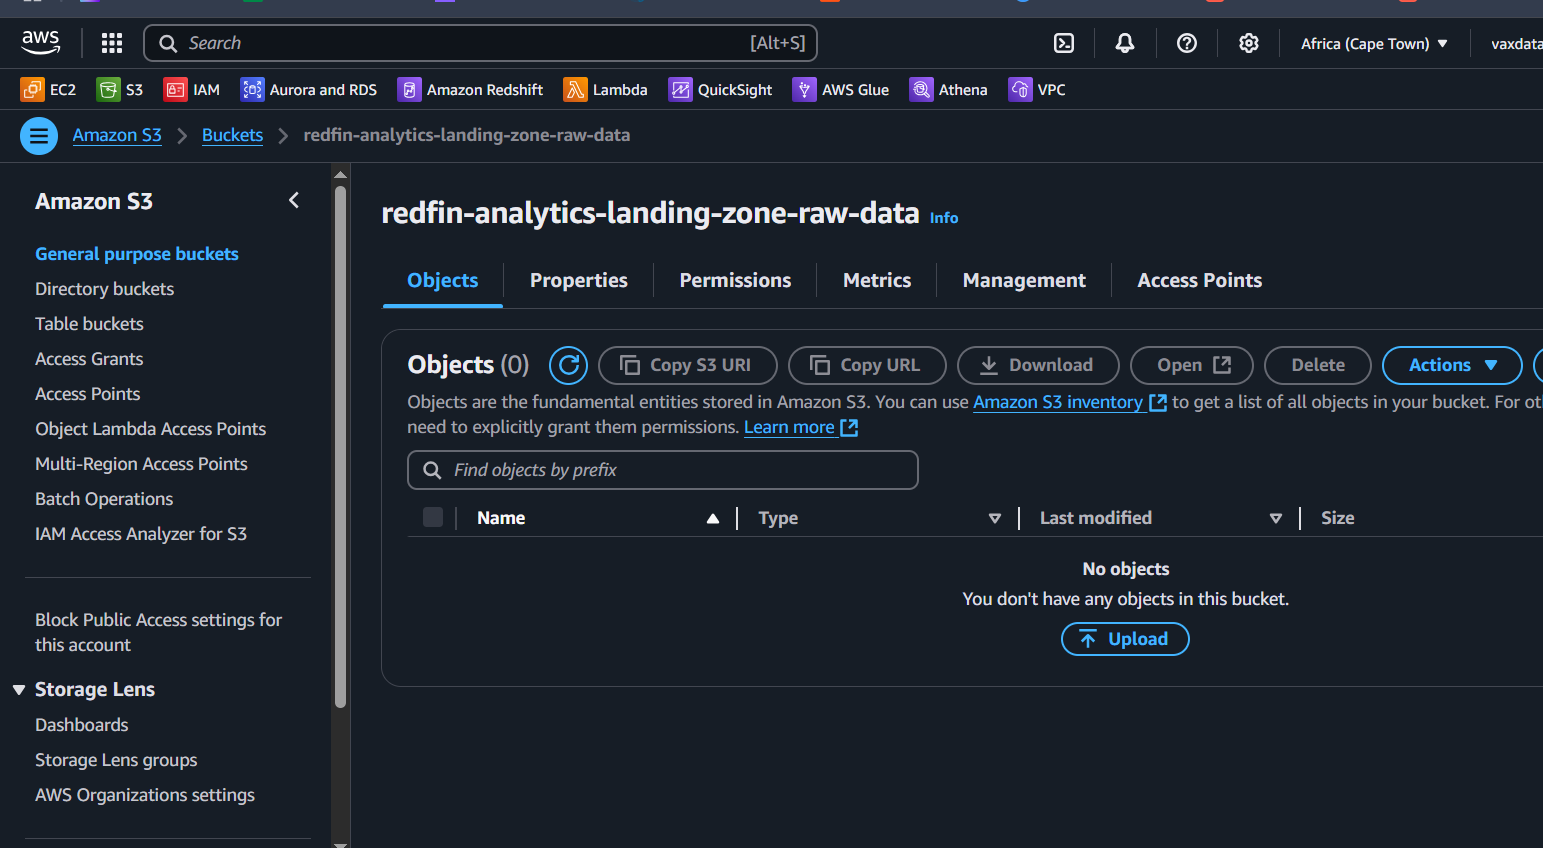 aws
Search [Alt+S]
Africa (Cape Town) vaxdata
EC2 S3 IAM Aurora and RDS Amazon Redshift Lambda QuickSight AWS Glue Athena VPC
Amazon S3 Buckets redfin-analytics-landing-zone-raw-data
Amazon S3
General purpose buckets
Directory buckets
Table buckets
Access Grants
Access Points
Object Lambda Access Points
Multi-Region Access Points
Batch Operations
IAM Access Analyzer for S3
Block Public Access settings for
this account
Storage Lens
Dashboards
Storage Lens groups
AWS Organizations settings
redfin-analytics-landing-zone-raw-data Info
Objects Properties Permissions Metrics Management Access Points
Objects (0) Copy S3 URI Copy URL Download Open Delete Actions
Objects are the fundamental entities stored in Amazon S3. You can use Amazon S3 inventory to get a list of all objects in your bucket. For ot
need to explicitly grant them permissions. Learn more
Find objects by prefix
Name Type Last modified Size
No objects
You don't have any objects in this bucket.
Upload